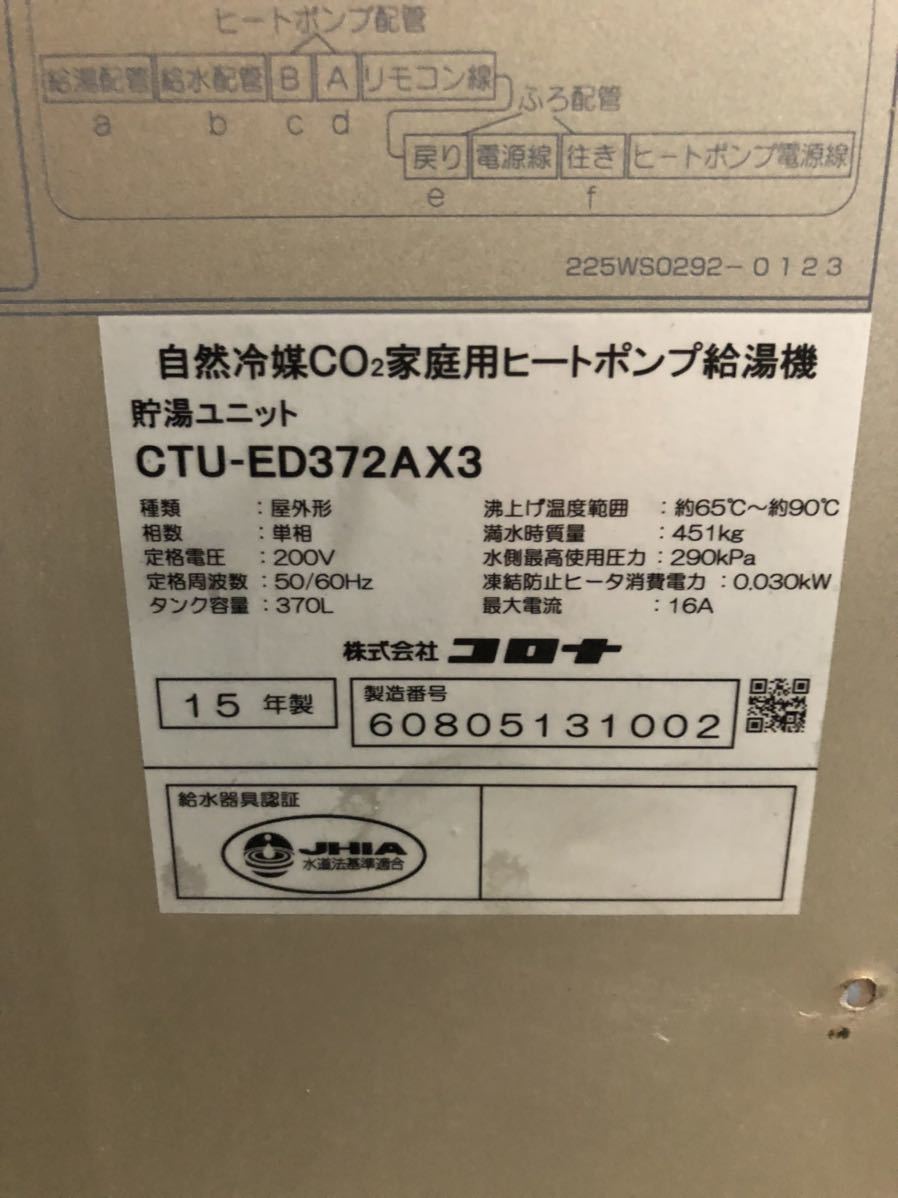 ヒートポンプ配管
給湯配管 給水配管 B A リモコン線
a b c d
ふろ配管
戻り 電源線 往き ヒートポンプ電源線
e f
225WS0292-0123
自然冷媒CO₂家庭用ヒートポンプ給湯機
貯湯ユニット
CTU-ED372AX3
種類 :屋外形
相数 :単相
定格電圧 :200V
定格周波数 :50/60Hz
タンク容量 :370L
沸上げ温度範囲 :約65℃~約90℃
満水時質量 :451kg
水側最高使用圧力 :290kPa
凍結防止ヒータ消費電力 :0.030kW
最大電流 :16A
株式会社 コロナ
15 年製
製造番号
60805131002
給水器具認証
JHIA
水道法基準適合